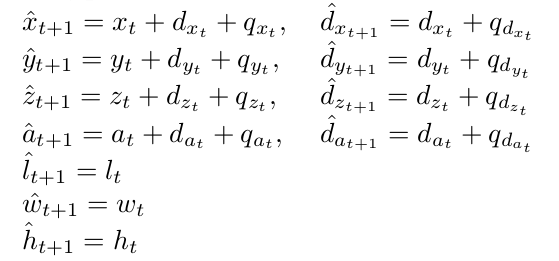 x̂_{t+1} = x_t + d_{x_t} + q_{x_t}, d̂_{x_{t+1}} = d_{x_t} + q_{d_{x_t}}
ŷ_{t+1} = y_t + d_{y_t} + q_{y_t}, d̂_{y_{t+1}} = d_{y_t} + q_{d_{y_t}}
ẑ_{t+1} = z_t + d_{z_t} + q_{z_t}, d̂_{z_{t+1}} = d_{z_t} + q_{d_{z_t}}
â_{t+1} = a_t + d_{a_t} + q_{a_t}, d̂_{a_{t+1}} = d_{a_t} + q_{d_{a_t}}
l̂_{t+1} = l_t
ŵ_{t+1} = w_t
ĥ_{t+1} = h_t